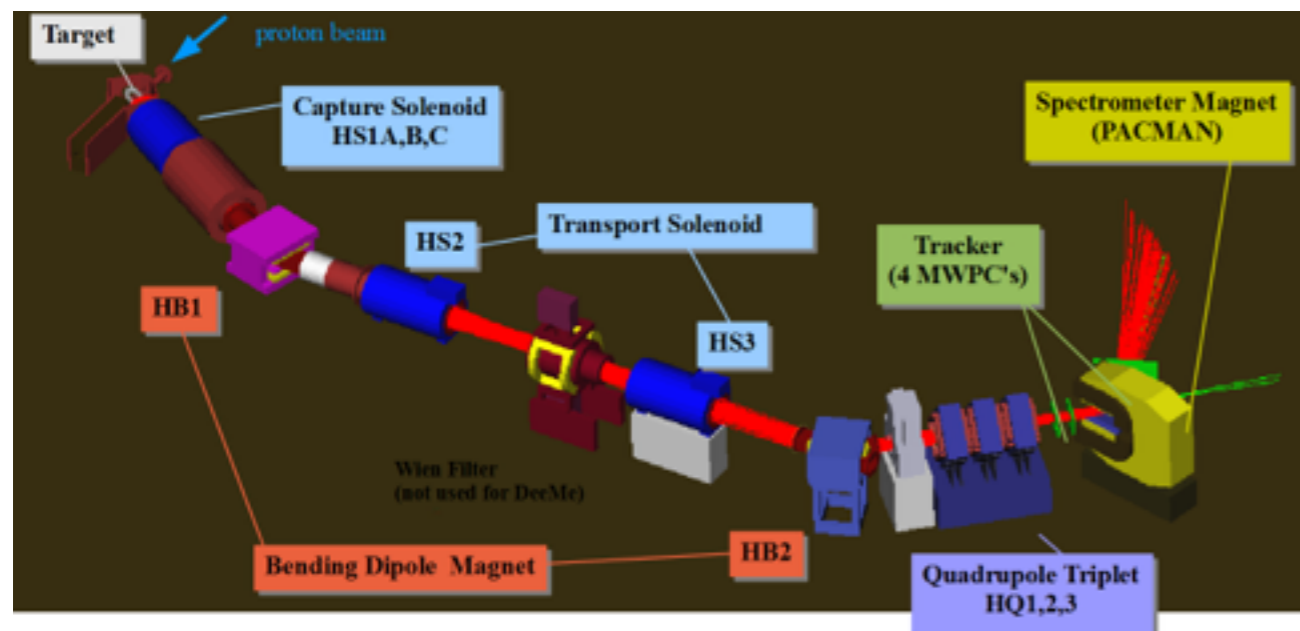 Target
proton beam
Capture Solenoid
HS1A,B,C
Spectrometer Magnet
(PACMAN)
HS2
Transport Solenoid
Tracker
(4 MWPC's)
HB1
HS3
Wien Filter
(not used for DeeMe)
Bending Dipole Magnet
HB2
Quadrupole Triplet
HQ1,2,3